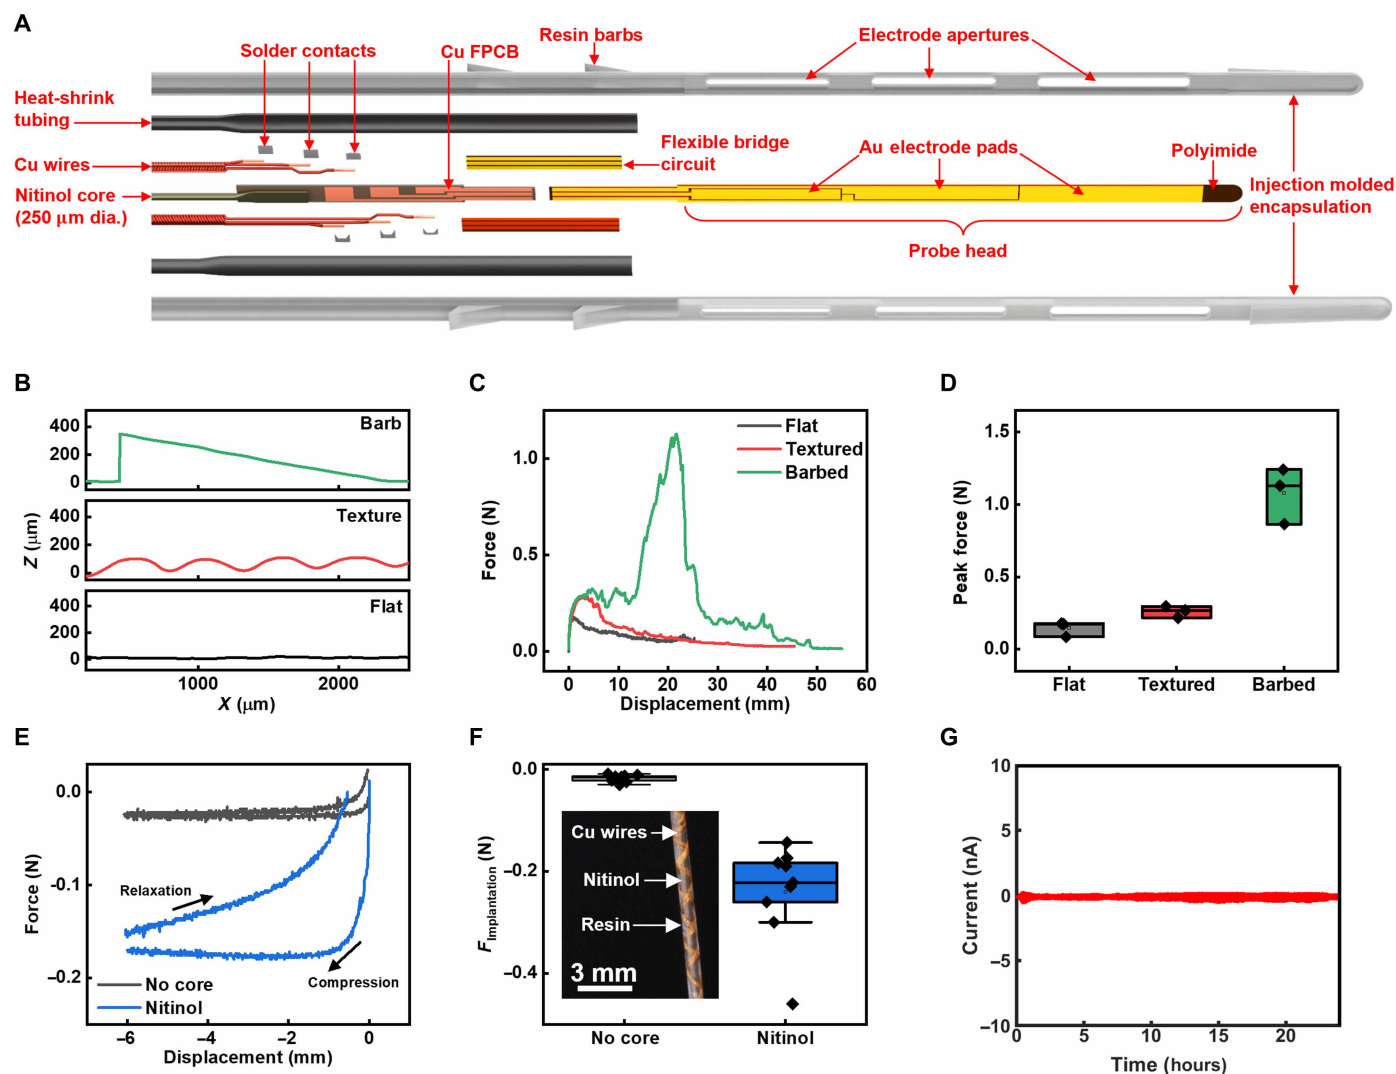 A
Solder contacts
Cu FPCB
Resin barbs
Electrode apertures
Heat-shrink
tubing
Cu wires
Nitinol core
(250 μm dia.)
Flexible bridge
circuit
Au electrode pads
Polyimide
Injection molded
encapsulation
Probe head
B
Z (μm)
400
200
0
Barb
400
200
0
Texture
400
200
0
Flat
1000
2000
X (μm)
C
Force (N)
1.0
0.5
0.0
Flat
Textured
Barbed
0
10
20
30
40
50
60
Displacement (mm)
D
Peak force (N)
1.5
1.0
0.5
0.0
Flat
Textured
Barbed
E
Force (N)
0.0
−0.1
−0.2
Relaxation
Compression
No core
Nitinol
−6
−4
−2
0
Displacement (mm)
F
FImplantation (N)
0.0
−0.2
−0.4
Cu wires
Nitinol
Resin
3 mm
No core
Nitinol
G
Current (nA)
10
5
0
−5
−10
0
5
10
15
20
Time (hours)